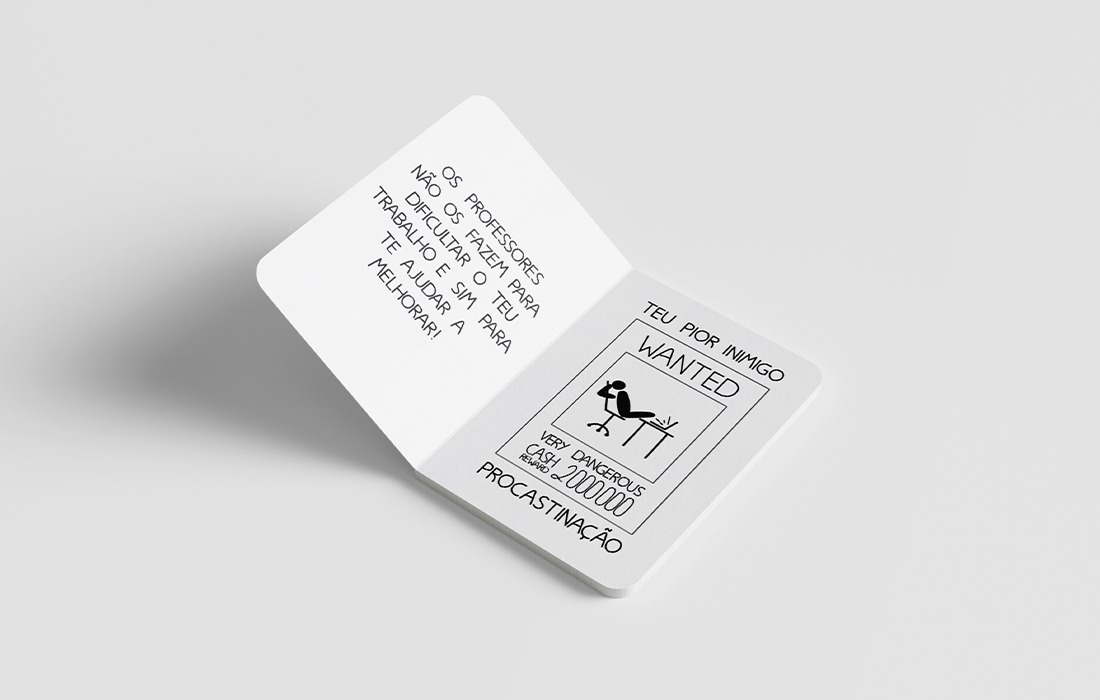 OS PROFESSORES
NÃO OS FAZEM PARA
DIFICULTAR O TEU
TRABALHO E SIM PARA
TE AJUDAR A
MELHORAR!
TEU PIOR INIMIGO
WANTED
VERY DANGEROUS
CASH 2000000
REWARD
PROCASTINAÇÃO